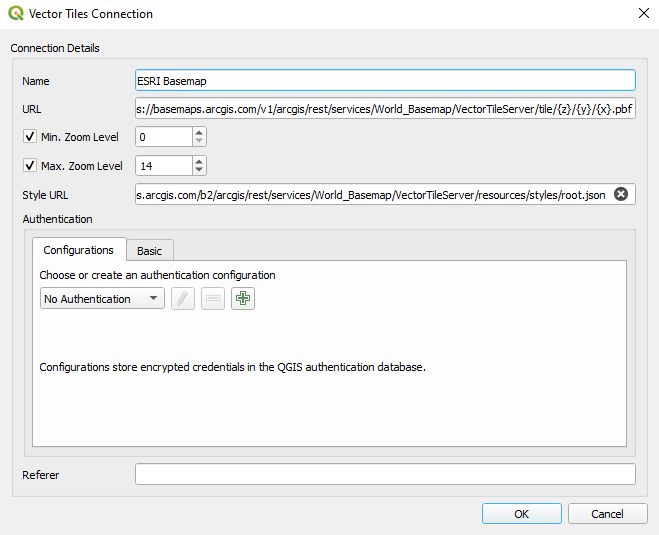 Vector Tiles Connection
Connection Details
Name ESRI Basemap
URL s://basemaps.arcgis.com/v1/arcgis/rest/services/World_Basemap/VectorTileServer/tile/{z}/{y}/{x}.pbf
Min. Zoom Level 0
Max. Zoom Level 14
Style URL s.arcgis.com/b2/arcgis/rest/services/World_Basemap/VectorTileServer/resources/styles/root.json
Authentication
Configurations Basic
Choose or create an authentication configuration
No Authentication
Configurations store encrypted credentials in the QGIS authentication database.
Referer
OK Cancel